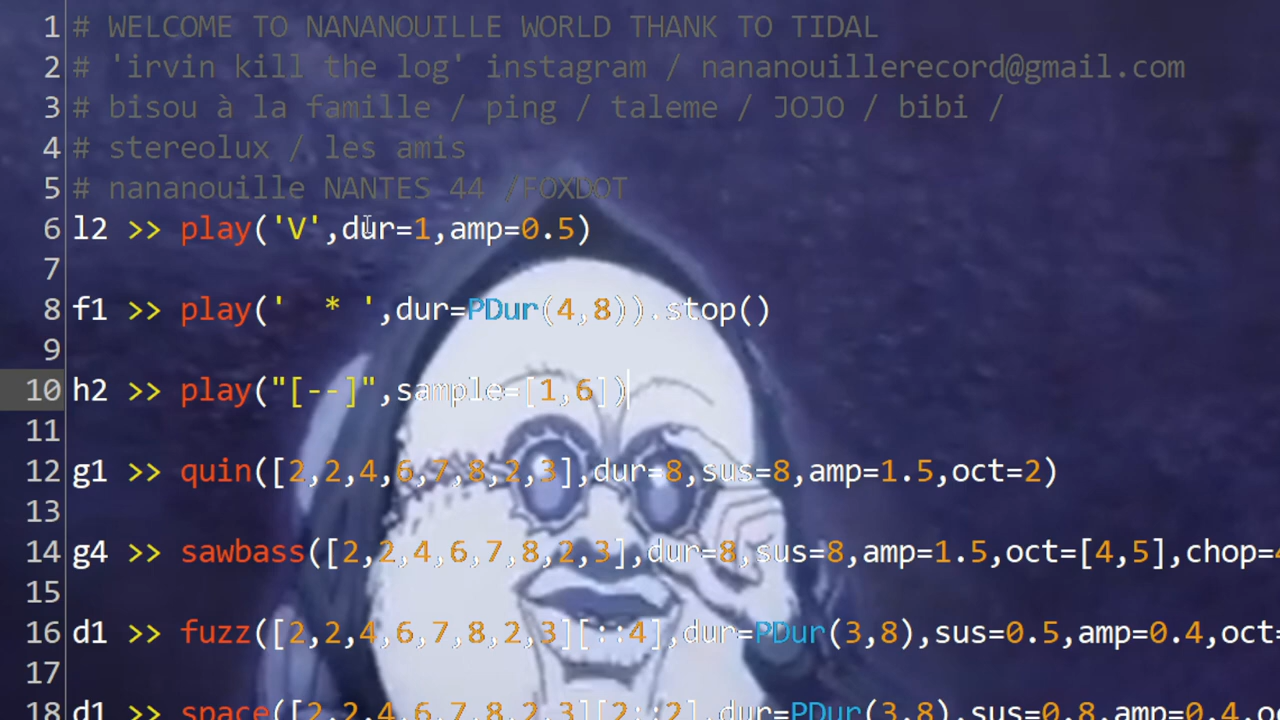 1 # WELCOME TO NANANOUILLE WORLD THANK TO TIDAL
2 # 'irvin kill the log' instagram / nananouillerecord@gmail.com
3 # bisou à la famille / ping / taleme / JOJO / bibi /
4 # stereolux / les amis
5 # nananouille NANTES 44 /FOXDOT
6 l2 >> play('V',dur=1,amp=0.5)
7
8 f1 >> play('  * ',dur=PDur(4,8)).stop()
9
10 h2 >> play("[--]",sample=[1,6])
11
12 g1 >> quin([2,2,4,6,7,8,2,3],dur=8,sus=8,amp=1.5,oct=2)
13
14 g4 >> sawbass([2,2,4,6,7,8,2,3],dur=8,sus=8,amp=1.5,oct=[4,5],chop=4
15
16 d1 >> fuzz([2,2,4,6,7,8,2,3][::4],dur=PDur(3,8),sus=0.5,amp=0.4,oct=
17
18 d1 >> space([2,2,4,6,7,8,2,3][2::2],dur=PDur(3,8),sus=0.8,amp=0.4,o